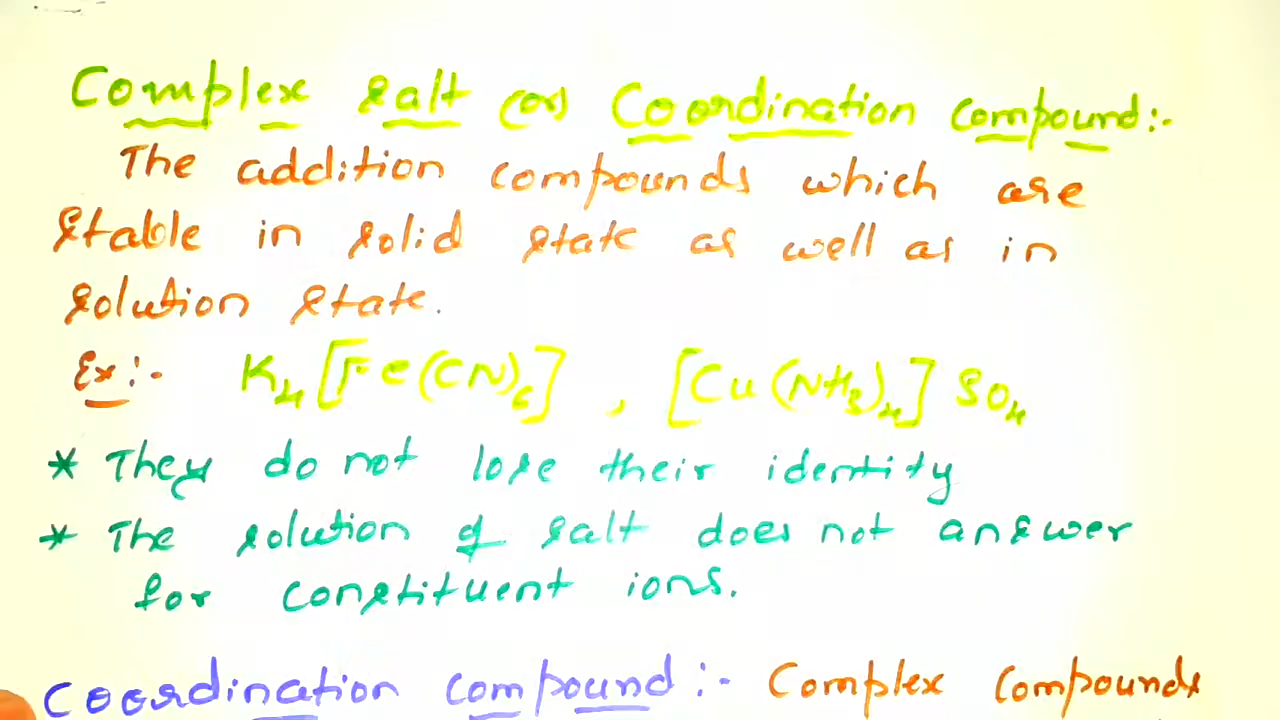 Complex salt (or) Coordination compound:-
The addition compounds which are
stable in solid state as well as in
solution state.
Ex:- K4[Fe(CN)6] , [Cu(NH3)4] SO4
* They do not lose their identity
* The solution of salt does not answer
for constituent ions.
Coordination compound:- Complex compounds